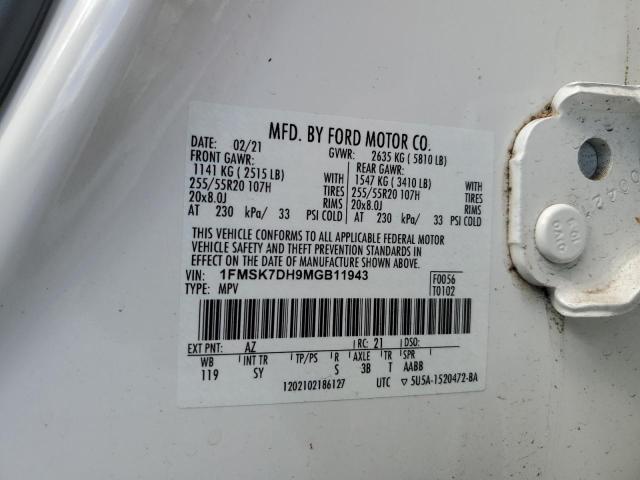 MFD. BY FORD MOTOR CO.
DATE: 02/21 GVWR: 2635 KG ( 5810 LB)
FRONT GAWR: REAR GAWR:
1141 KG ( 2515 LB) WITH 1547 KG ( 3410 LB) WITH
255/55R20 107H TIRES 255/55R20 107H TIRES
20x8.0J RIMS 20x8.0J RIMS
AT 230 kPa/ 33 PSI COLD AT 230 kPa/ 33 PSI COLD
THIS VEHICLE CONFORMS TO ALL APPLICABLE FEDERAL MOTOR
VEHICLE SAFETY AND THEFT PREVENTION STANDARDS IN
EFFECT ON THE DATE OF MANUFACTURE SHOWN ABOVE.
VIN: 1FMSK7DH9MGB11943 F0056
TYPE: MPV T0102
EXT PNT: AZ RC: 21 DSO:
WB INT TR TP/PS R AXLE TR SPR
119 SY S 3B T AABB
1202102186127 UTC ▽ 5U5A-1520472-BA